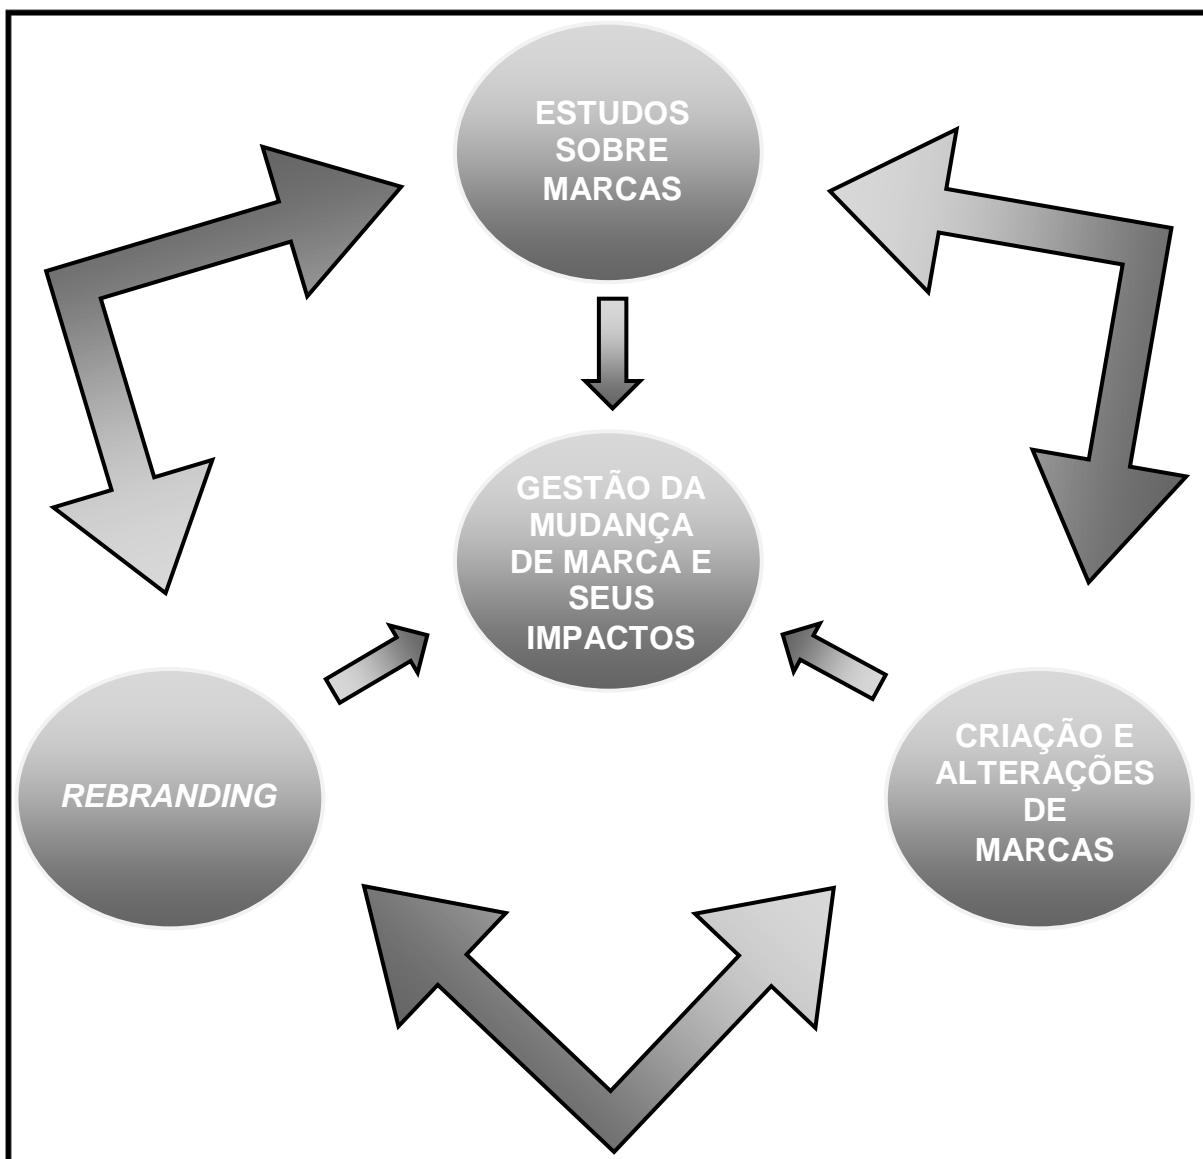 ESTUDOS
SOBRE
MARCAS
GESTÃO DA
MUDANÇA
DE MARCA E
SEUS
IMPACTOS
REBRANDING
CRIAÇÃO E
ALTERAÇÕES
DE
MARCAS